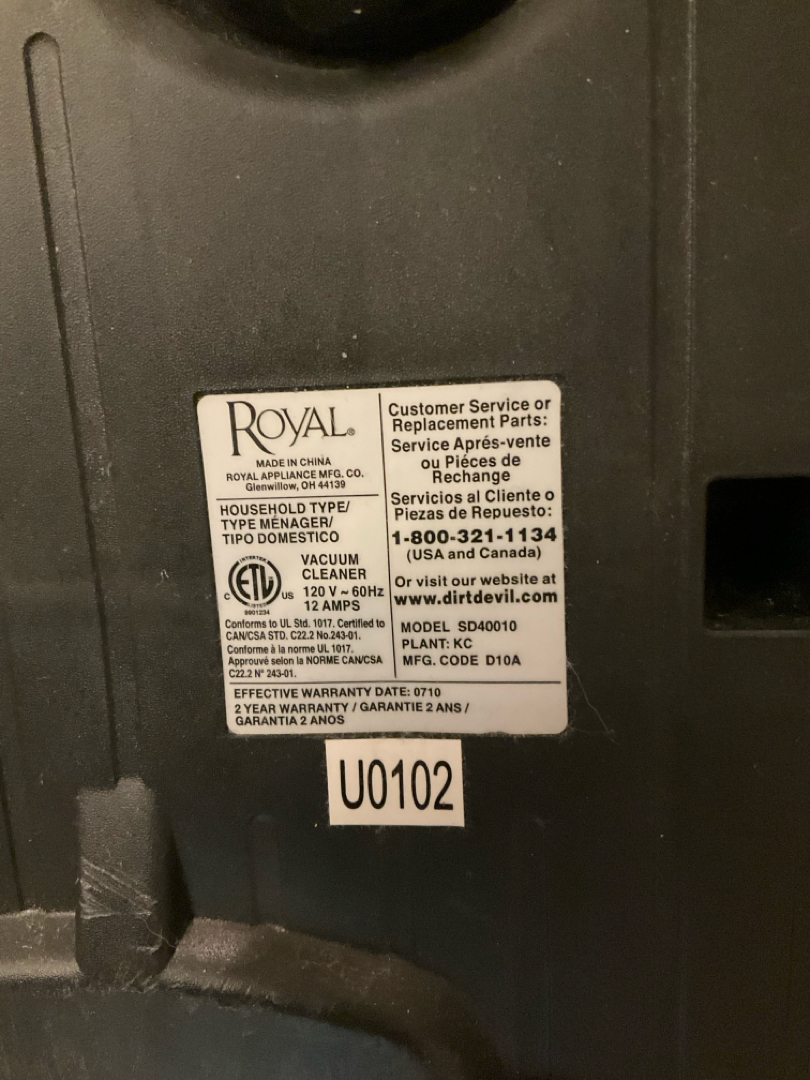 ROYAL®
MADE IN CHINA
ROYAL APPLIANCE MFG. CO.
Glenwillow, OH 44139
HOUSEHOLD TYPE/
TYPE MÉNAGER/
TIPO DOMESTICO
INTERTEK
C ETL US
LISTED
9901234
VACUUM
CLEANER
120 V ~ 60Hz
12 AMPS
Conforms to UL Std. 1017. Certified to
CAN/CSA STD. C22.2 No.243-01.
Conforme à la norme UL 1017.
Approuvé selon la NORME CAN/CSA
C22.2 N° 243-01.
Customer Service or
Replacement Parts:
Service Aprés-vente
ou Piéces de
Rechange
Servicios al Cliente o
Piezas de Repuesto:
1-800-321-1134
(USA and Canada)
Or visit our website at
www.dirtdevil.com
MODEL SD40010
PLANT: KC
MFG. CODE D10A
EFFECTIVE WARRANTY DATE: 0710
2 YEAR WARRANTY / GARANTIE 2 ANS /
GARANTIA 2 ANOS
U0102